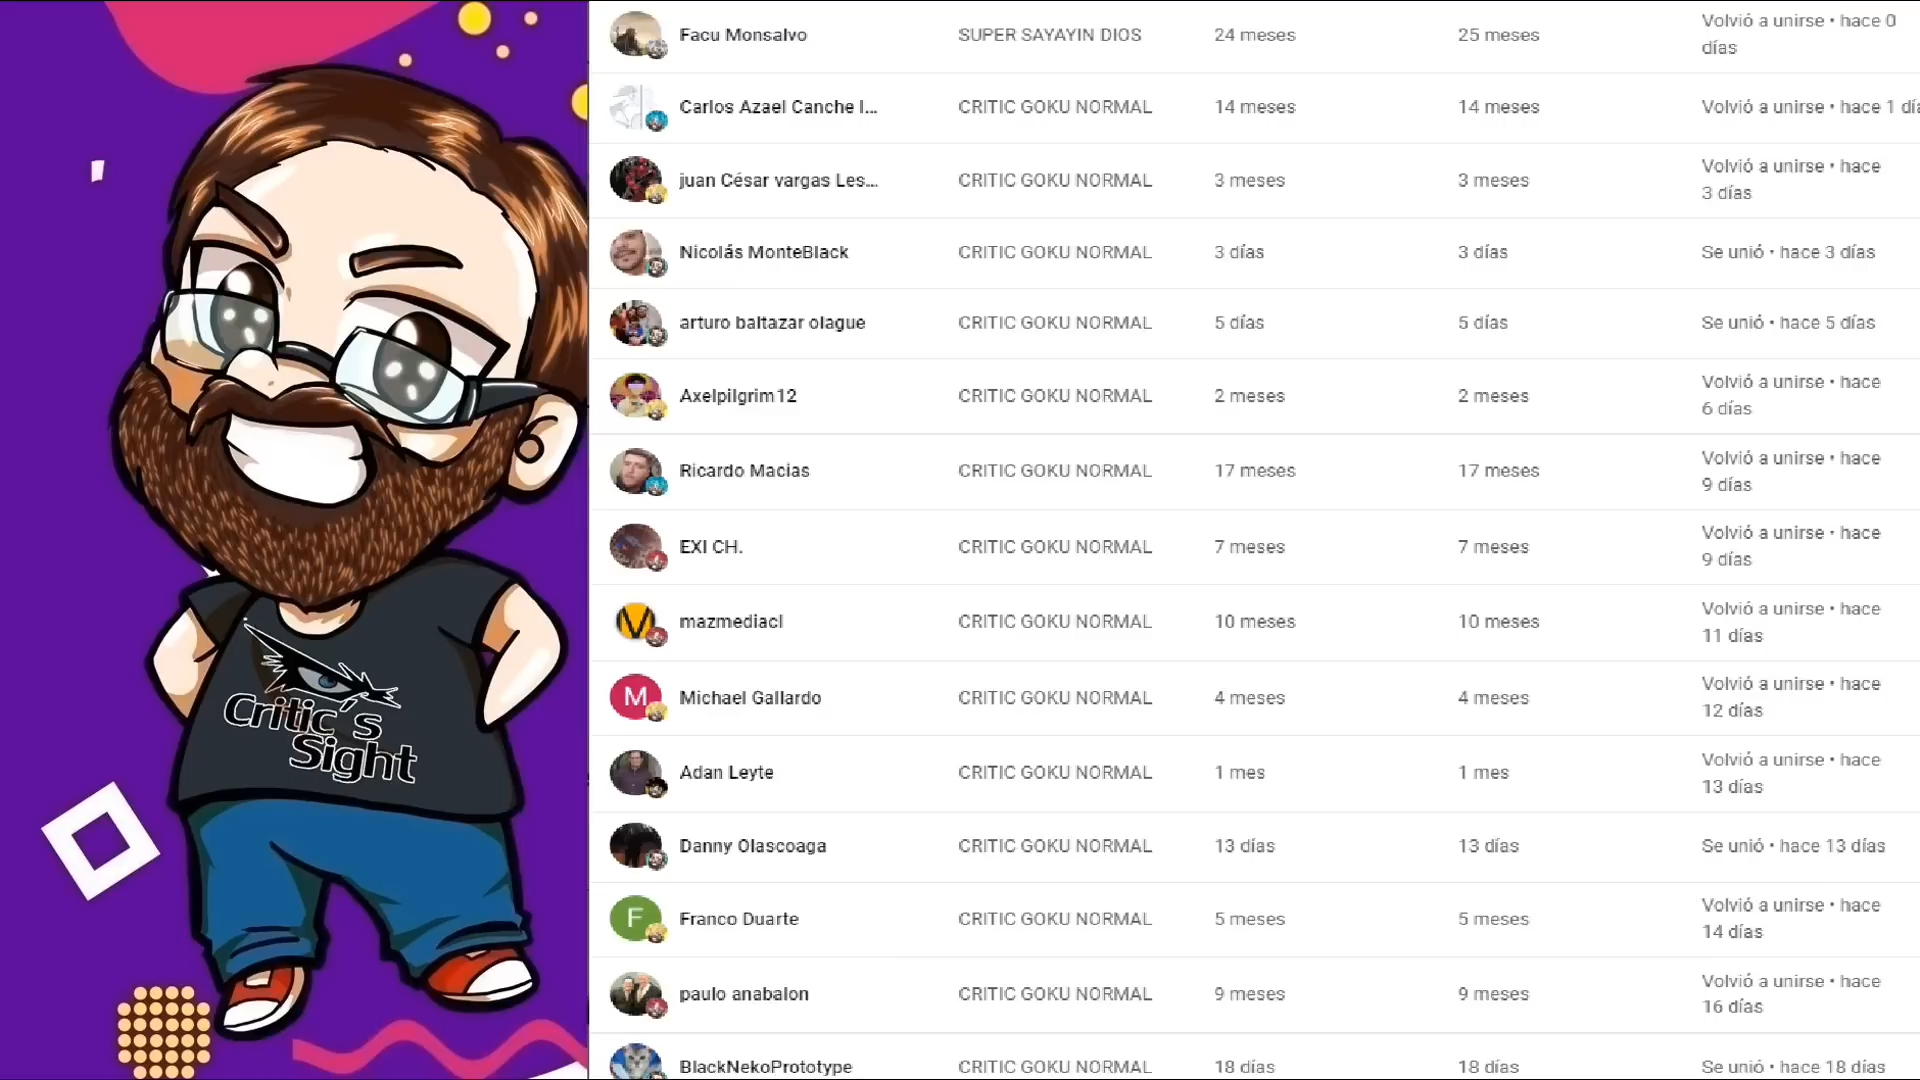 Critic's
Sight
Facu Monsalvo SUPER SAYAYIN DIOS 24 meses 25 meses Volvió a unirse • hace 0
días
Carlos Azael Canche I... CRITIC GOKU NORMAL 14 meses 14 meses Volvió a unirse • hace 1 día
juan César vargas Les... CRITIC GOKU NORMAL 3 meses 3 meses Volvió a unirse • hace
3 días
Nicolás MonteBlack CRITIC GOKU NORMAL 3 días 3 días Se unió • hace 3 días
arturo baltazar olague CRITIC GOKU NORMAL 5 días 5 días Se unió • hace 5 días
Axelpilgrim12 CRITIC GOKU NORMAL 2 meses 2 meses Volvió a unirse • hace
6 días
Ricardo Macias CRITIC GOKU NORMAL 17 meses 17 meses Volvió a unirse • hace
9 días
EXI CH. CRITIC GOKU NORMAL 7 meses 7 meses Volvió a unirse • hace
9 días
mazmediacl CRITIC GOKU NORMAL 10 meses 10 meses Volvió a unirse • hace
11 días
M Michael Gallardo CRITIC GOKU NORMAL 4 meses 4 meses Volvió a unirse • hace
12 días
Adan Leyte CRITIC GOKU NORMAL 1 mes 1 mes Volvió a unirse • hace
13 días
Danny Olascoaga CRITIC GOKU NORMAL 13 días 13 días Se unió • hace 13 días
F Franco Duarte CRITIC GOKU NORMAL 5 meses 5 meses Volvió a unirse • hace
14 días
paulo anabalon CRITIC GOKU NORMAL 9 meses 9 meses Volvió a unirse • hace
16 días
BlackNekoPrototype CRITIC GOKU NORMAL 18 días 18 días Se unió • hace 18 días